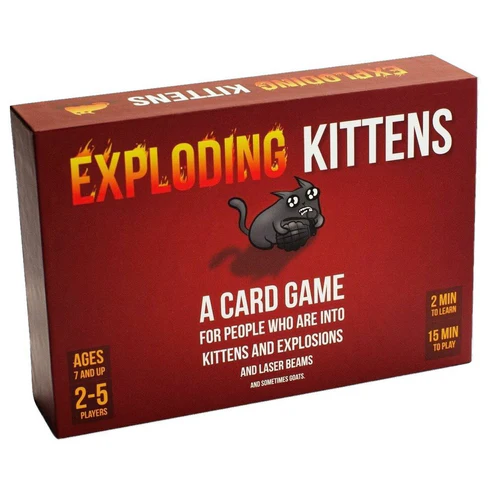 EXPLODING KITTENS
EXPLODING KITTENS
A CARD GAME
FOR PEOPLE WHO ARE INTO
KITTENS AND EXPLOSIONS
AND LASER BEAMS
AND SOMETIMES GOATS.
AGES
7 AND UP
2-5
PLAYERS
2 MIN
TO LEARN
15 MIN
TO PLAY